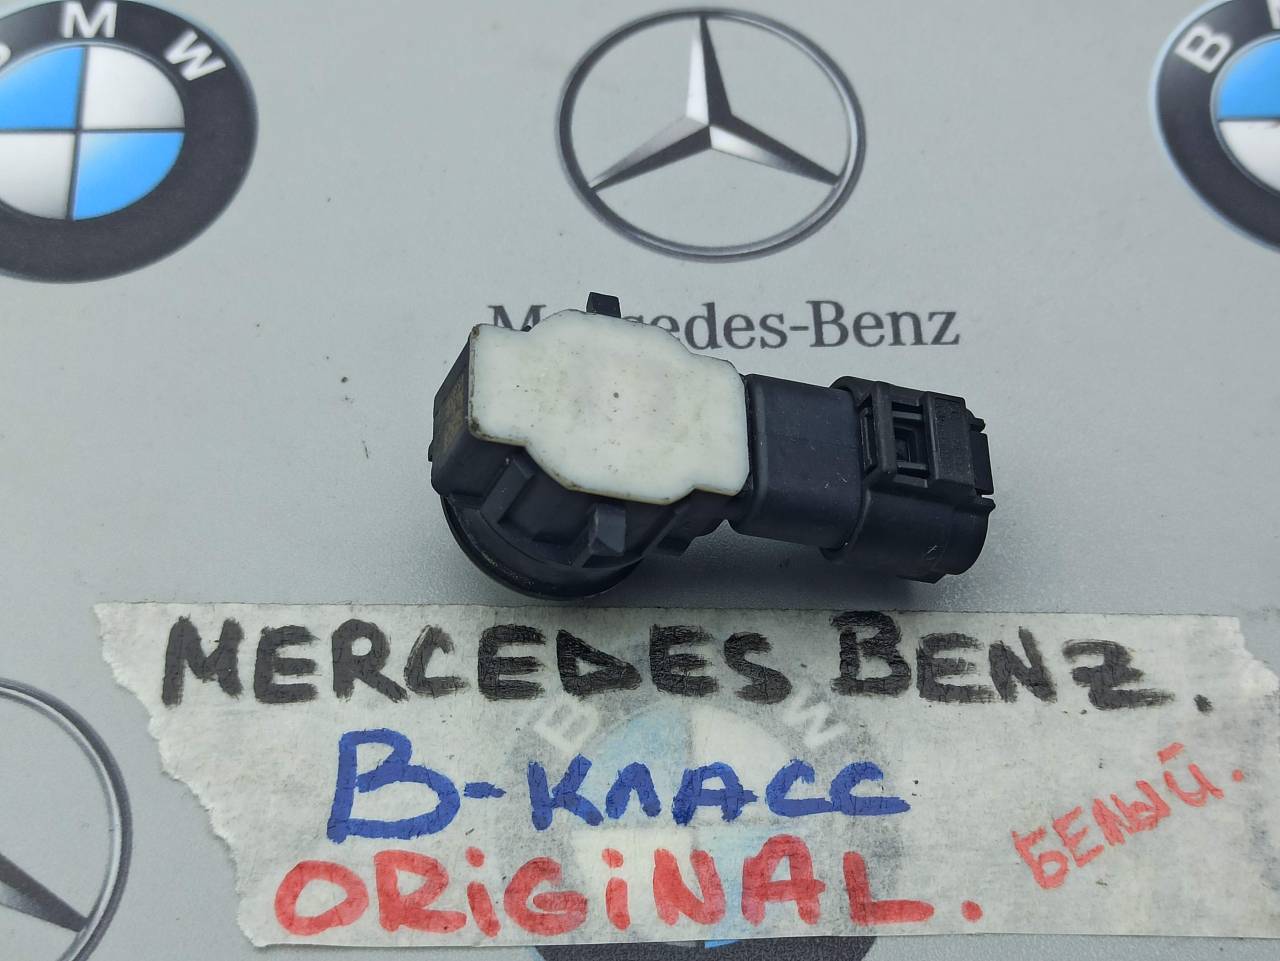 BMW
B
Mercedes-Benz
MERCEDES BENZ.
B W
B-КЛАСС
БЕЛЫЙ.
ORiGiNAL.